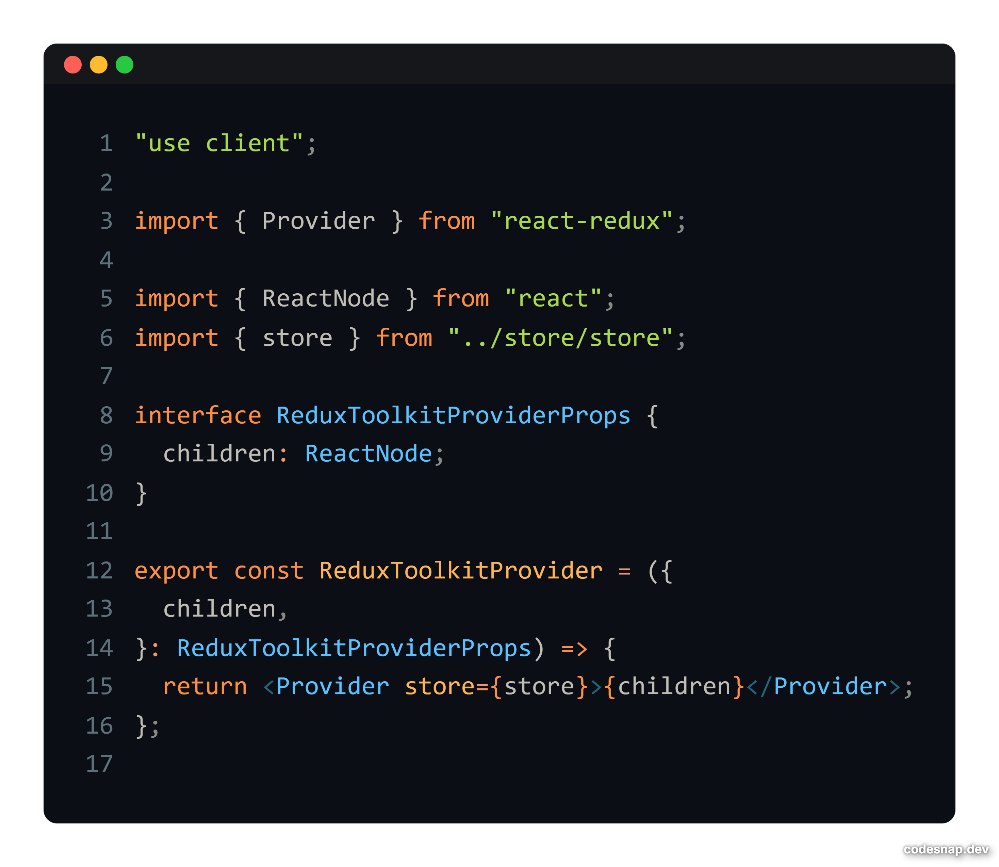 1 "use client";
2
3 import { Provider } from "react-redux";
4
5 import { ReactNode } from "react";
6 import { store } from "../store/store";
7
8 interface ReduxToolkitProviderProps {
9   children: ReactNode;
10 }
11
12 export const ReduxToolkitProvider = ({
13   children,
14 }: ReduxToolkitProviderProps) => {
15   return <Provider store={store}>{children}</Provider>;
16 };
17
codesnap.dev